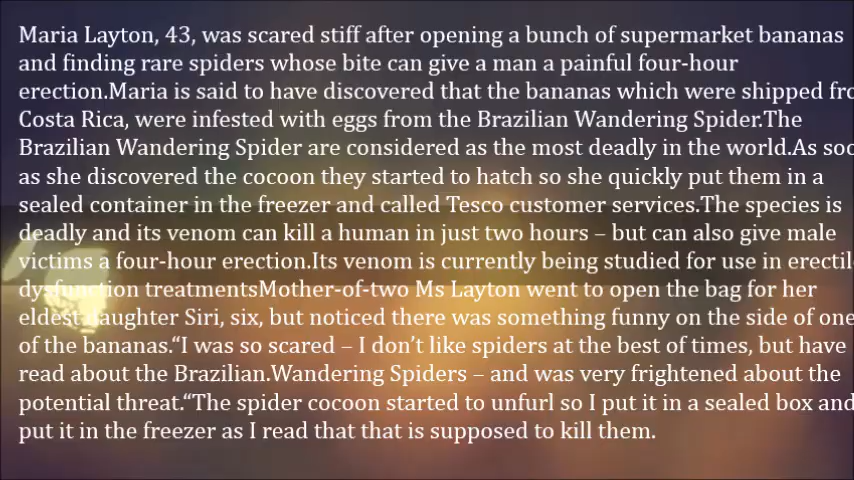 Maria Layton, 43, was scared stiff after opening a bunch of supermarket bananas
and finding rare spiders whose bite can give a man a painful four-hour
erection.Maria is said to have discovered that the bananas which were shipped fro
Costa Rica, were infested with eggs from the Brazilian Wandering Spider.The
Brazilian Wandering Spider are considered as the most deadly in the world.As soo
as she discovered the cocoon they started to hatch so she quickly put them in a
sealed container in the freezer and called Tesco customer services.The species is
deadly and its venom can kill a human in just two hours – but can also give male
victims a four-hour erection.Its venom is currently being studied for use in erectil
dysfunction treatmentsMother-of-two Ms Layton went to open the bag for her
eldest daughter Siri, six, but noticed there was something funny on the side of one
of the bananas.“I was so scared – I don’t like spiders at the best of times, but have
read about the Brazilian.Wandering Spiders – and was very frightened about the
potential threat.“The spider cocoon started to unfurl so I put it in a sealed box and
put it in the freezer as I read that that is supposed to kill them.